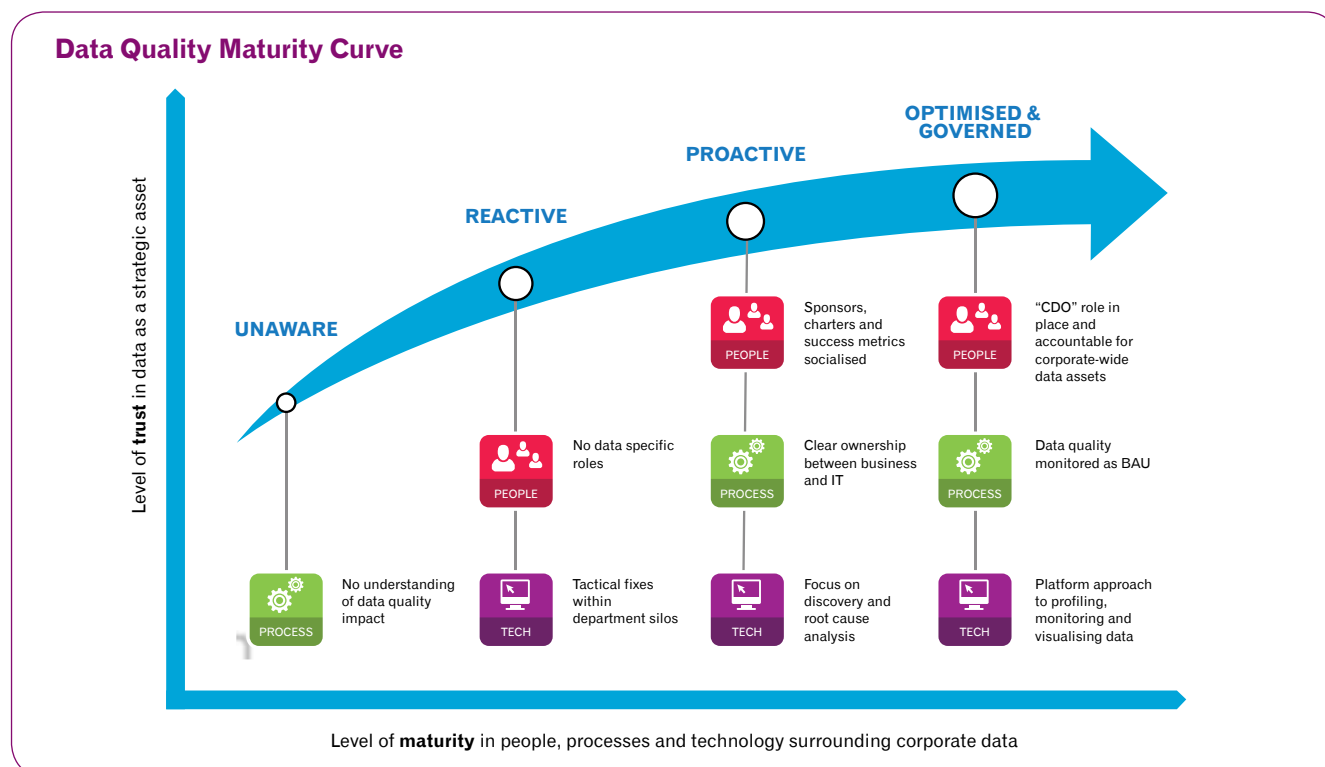 Data Quality Maturity Curve
OPTIMISED &
GOVERNED
PROACTIVE
REACTIVE
UNAWARE
Level of trust in data as a strategic asset
PEOPLE
Sponsors,
charters and
success metrics
socialised
PEOPLE
“CDO” role in
place and
accountable for
corporate-wide
data assets
PEOPLE
No data specific
roles
PROCESS
Clear ownership
between business
and IT
PROCESS
Data quality
monitored as BAU
PROCESS
No understanding
of data quality
impact
TECH
Tactical fixes
within
department silos
TECH
Focus on
discovery and
root cause
analysis
TECH
Platform approach
to profiling,
monitoring and
visualising data
Level of maturity in people, processes and technology surrounding corporate data